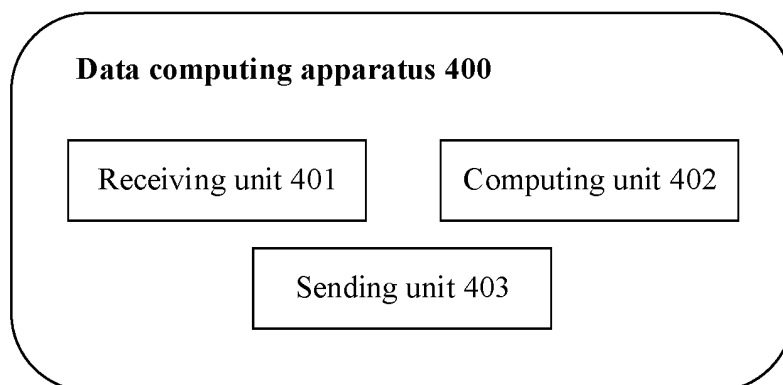 Data computing apparatus 400
Receiving unit 401
Computing unit 402
Sending unit 403